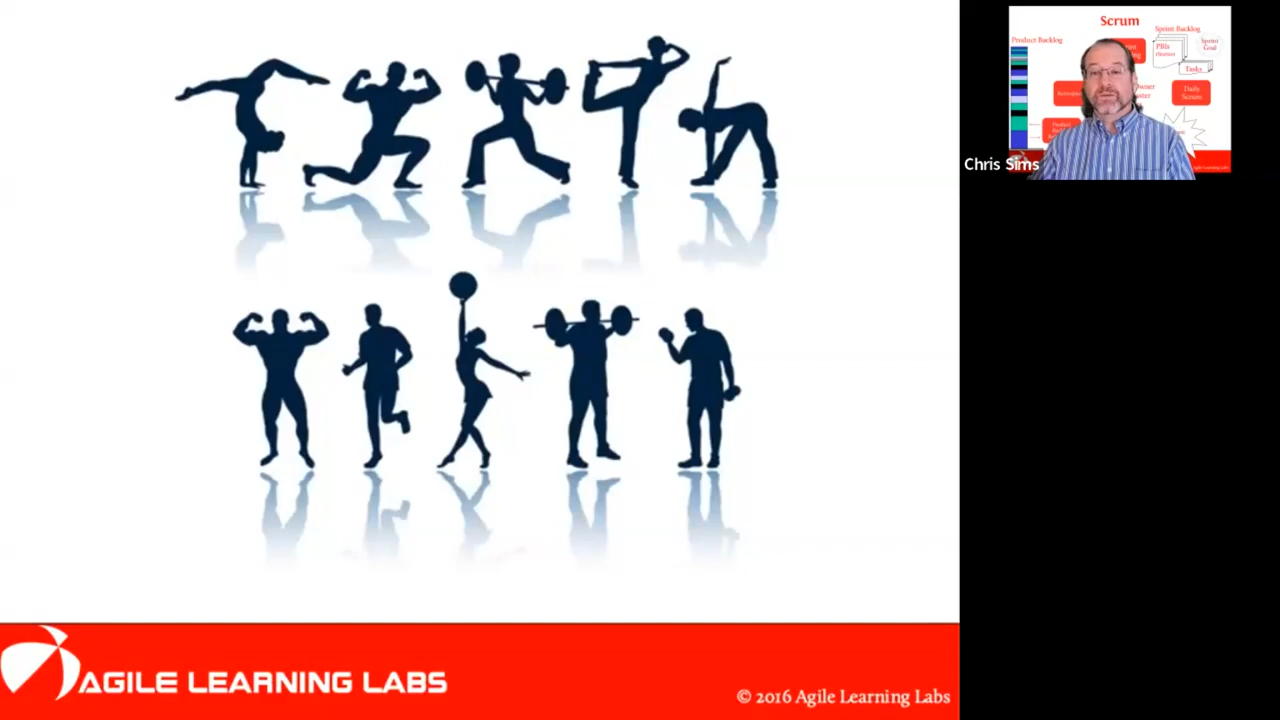 AGILE LEARNING LABS
© 2016 Agile Learning Labs
Scrum
Product Backlog
Sprint Backlog
PBIs
Sprint
Goal
Tasks
Daily
Scrum
Chris Sims